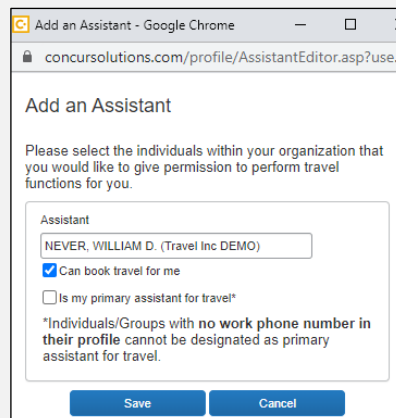 Add an Assistant - Google Chrome
concursolutions.com/profile/AssistantEditor.asp?use.
Add an Assistant
Please select the individuals within your organization that
you would like to give permission to perform travel
functions for you.
Assistant
NEVER, WILLIAM D. (Travel Inc DEMO)
Can book travel for me
Is my primary assistant for travel*
*Individuals/Groups with no work phone number in
their profile cannot be designated as primary
assistant for travel.
Save Cancel